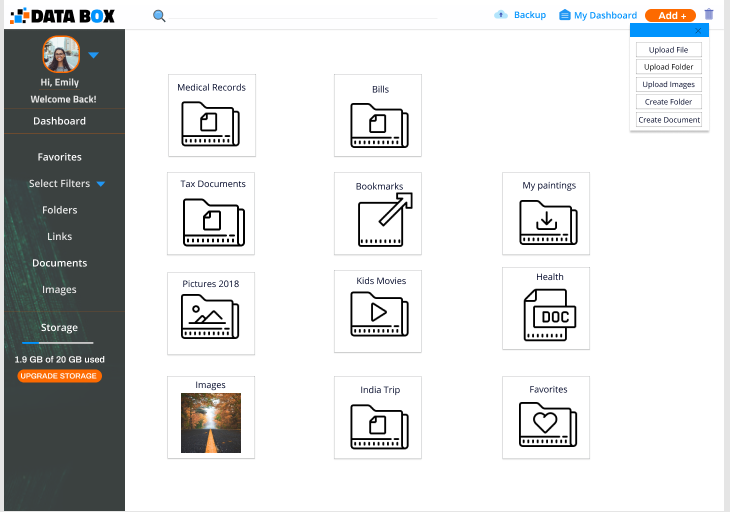 DATA BOX
Backup
My Dashboard
Add +
Upload File
Upload Folder
Upload Images
Create Folder
Create Document
Hi, Emily
Welcome Back!
Dashboard
Favorites
Select Filters
Folders
Links
Documents
Images
Storage
1.9 GB of 20 GB used
UPGRADE STORAGE
Medical Records
Bills
Tax Documents
Bookmarks
My paintings
Pictures 2018
Kids Movies
Health
DOC
Images
India Trip
Favorites